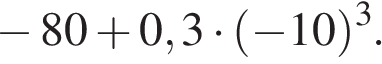 − 80 + 0, 3 · (−10)³.